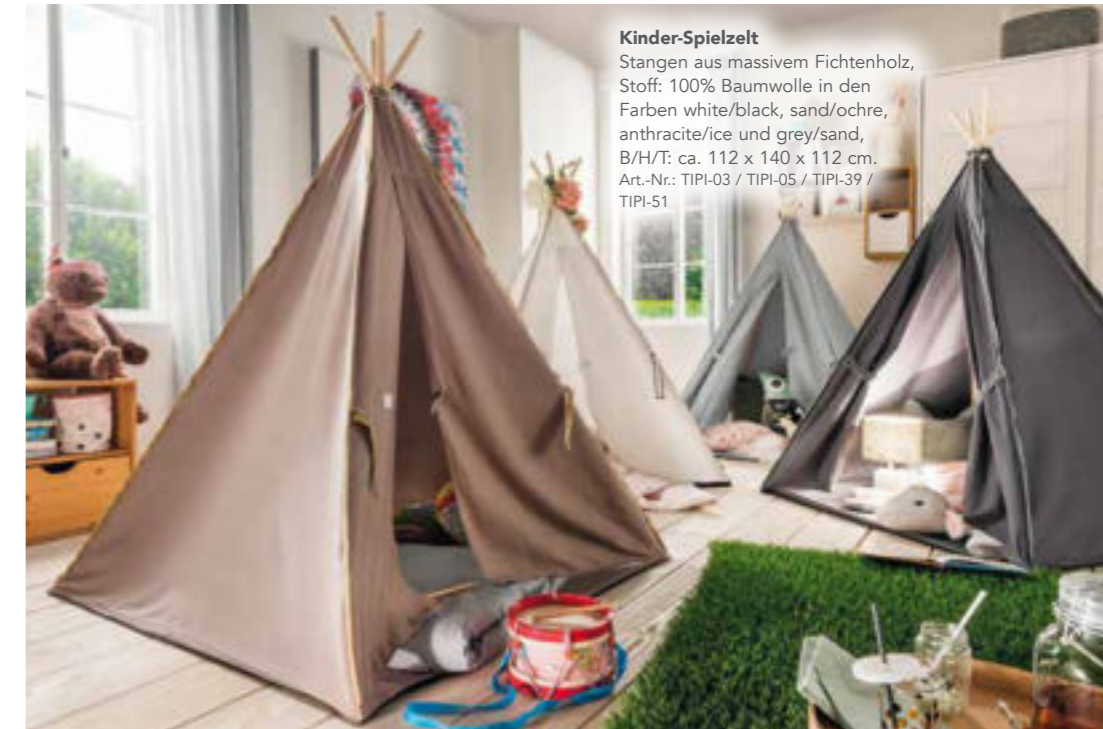 Kinder-Spielzelt
Stangen aus massivem Fichtenholz,
Stoff: 100% Baumwolle in den
Farben white/black, sand/ochre,
anthracite/ice und grey/sand,
B/H/T: ca. 112 x 140 x 112 cm.
Art.-Nr.: TIPI-03 / TIPI-05 / TIPI-39 /
TIPI-51